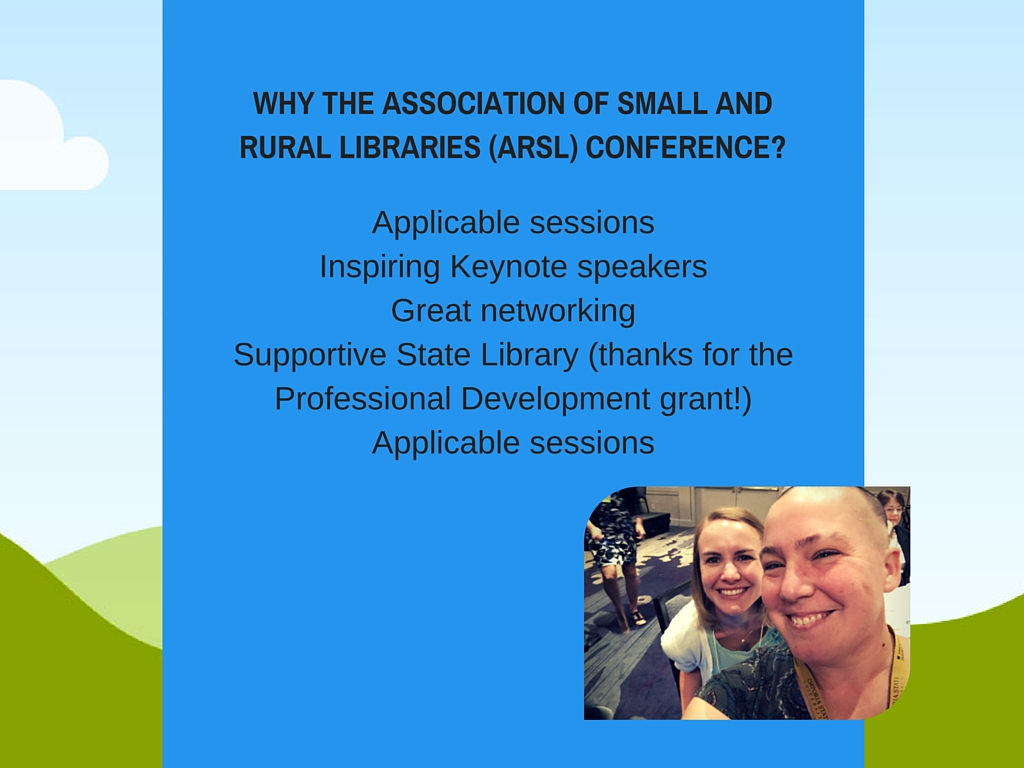 WHY THE ASSOCIATION OF SMALL AND
RURAL LIBRARIES (ARSL) CONFERENCE?
Applicable sessions
Inspiring Keynote speakers
Great networking
Supportive State Library (thanks for the
Professional Development grant!)
Applicable sessions